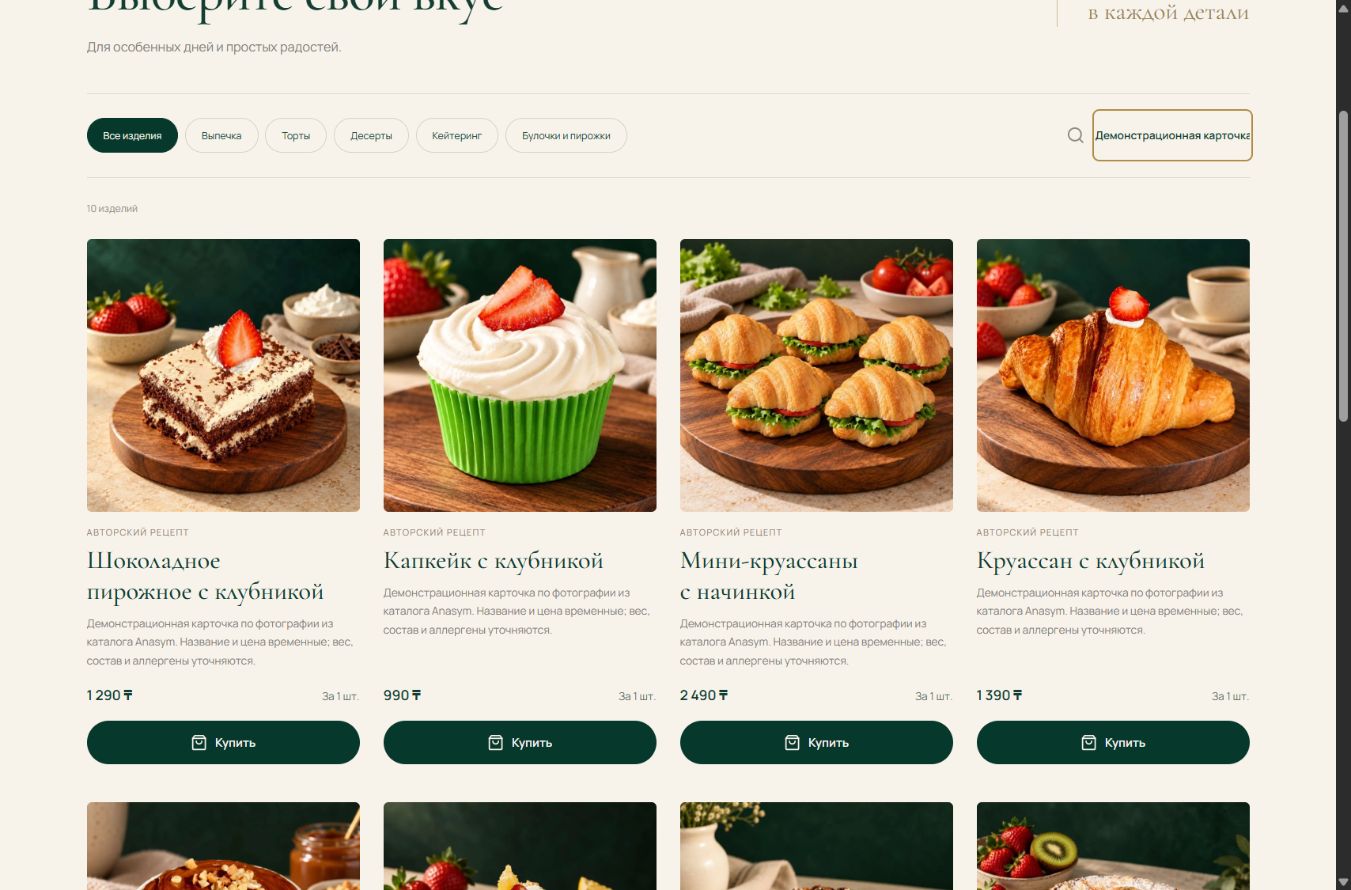 Выберите свой вкус
в каждой детали
Для особенных дней и простых радостей.
Все изделия
Выпечка
Торты
Десерты
Кейтеринг
Булочки и пирожки
Демонстрационная карточка
10 изделий
АВТОРСКИЙ РЕЦЕПТ
Шоколадное
пирожное с клубникой
Демонстрационная карточка по фотографии из
каталога Anasym. Название и цена временные; вес,
состав и аллергены уточняются.
1 290 ₸
За 1 шт.
Купить
АВТОРСКИЙ РЕЦЕПТ
Капкейк с клубникой
Демонстрационная карточка по фотографии из
каталога Anasym. Название и цена временные; вес,
состав и аллергены уточняются.
990 ₸
За 1 шт.
Купить
АВТОРСКИЙ РЕЦЕПТ
Мини-круассаны
с начинкой
Демонстрационная карточка по фотографии из
каталога Anasym. Название и цена временные; вес,
состав и аллергены уточняются.
2 490 ₸
За 1 шт.
Купить
АВТОРСКИЙ РЕЦЕПТ
Круассан с клубникой
Демонстрационная карточка по фотографии из
каталога Anasym. Название и цена временные; вес,
состав и аллергены уточняются.
1 390 ₸
За 1 шт.
Купить